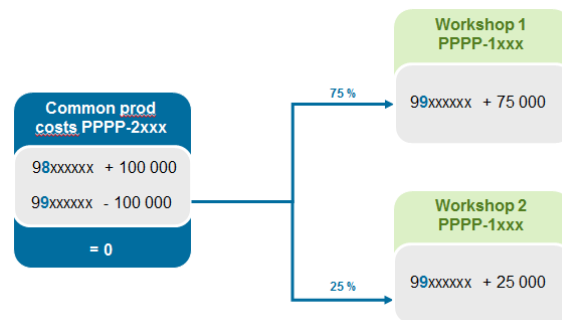 Common prod
costs PPPP-2xxx
98xxxxxx + 100 000
99xxxxxx - 100 000
= 0
75 %
25 %
Workshop 1
PPPP-1xxx
99xxxxxx + 75 000
Workshop 2
PPPP-1xxx
99xxxxxx + 25 000